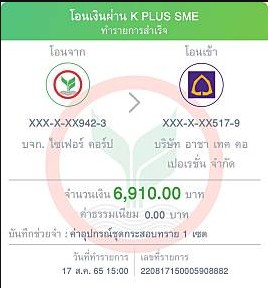 โอนเงินผ่าน K PLUS SME
ทำรายการสำเร็จ
โอนจาก
โอนเข้า
XXX-X-XX942-3
XXX-X-XX517-9
บจก. ไซเฟอร์ คอร์ป
บริษัท อาชา เทค คอ
เปอเรชั่น จำกัด
จำนวนเงิน 6,910.00 บาท
ค่าธรรมเนียม 0.00 บาท
บันทึกช่วยจำ : ค่าอุปกรณ์ชุดกระสอบทราย 1 เซต
วันที่ทำรายการ
เลขที่รายการ
17 ส.ค. 65 15:00
220817150005908882